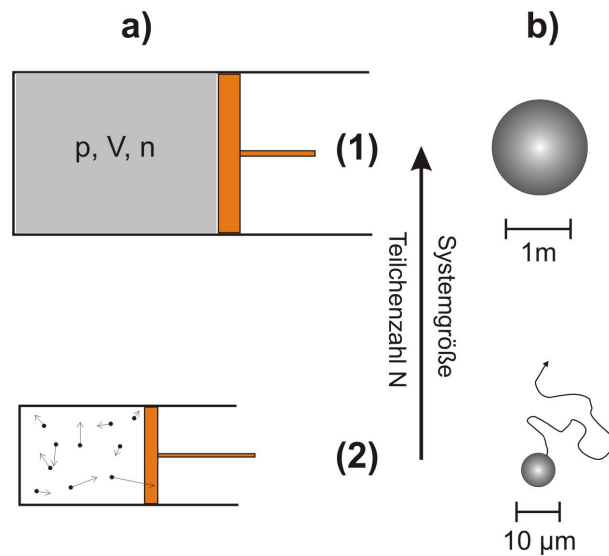 a)
b)
p, V, n
(1)
1m
Teilchenzahl N
Systemgröße
(2)
10 µm